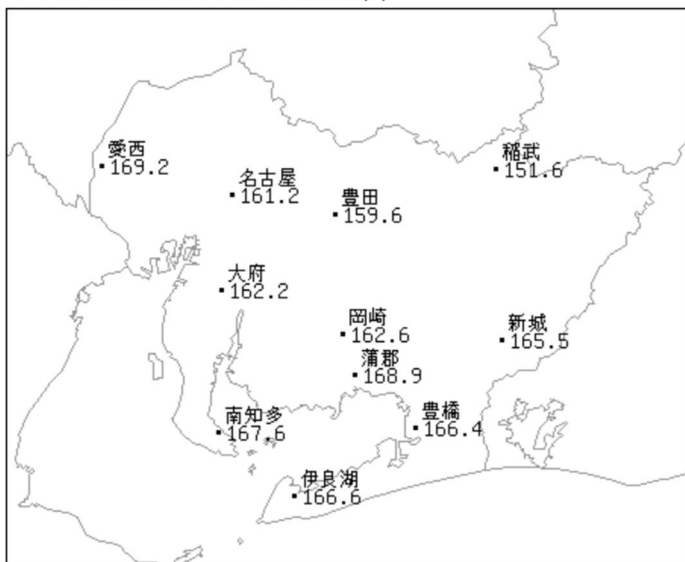 愛西
169.2
稲武
151.6
名古屋
161.2
豊田
159.6
大府
162.2
岡崎
162.6
新城
165.5
蒲郡
168.9
南知多
167.6
豊橋
166.4
伊良湖
166.6